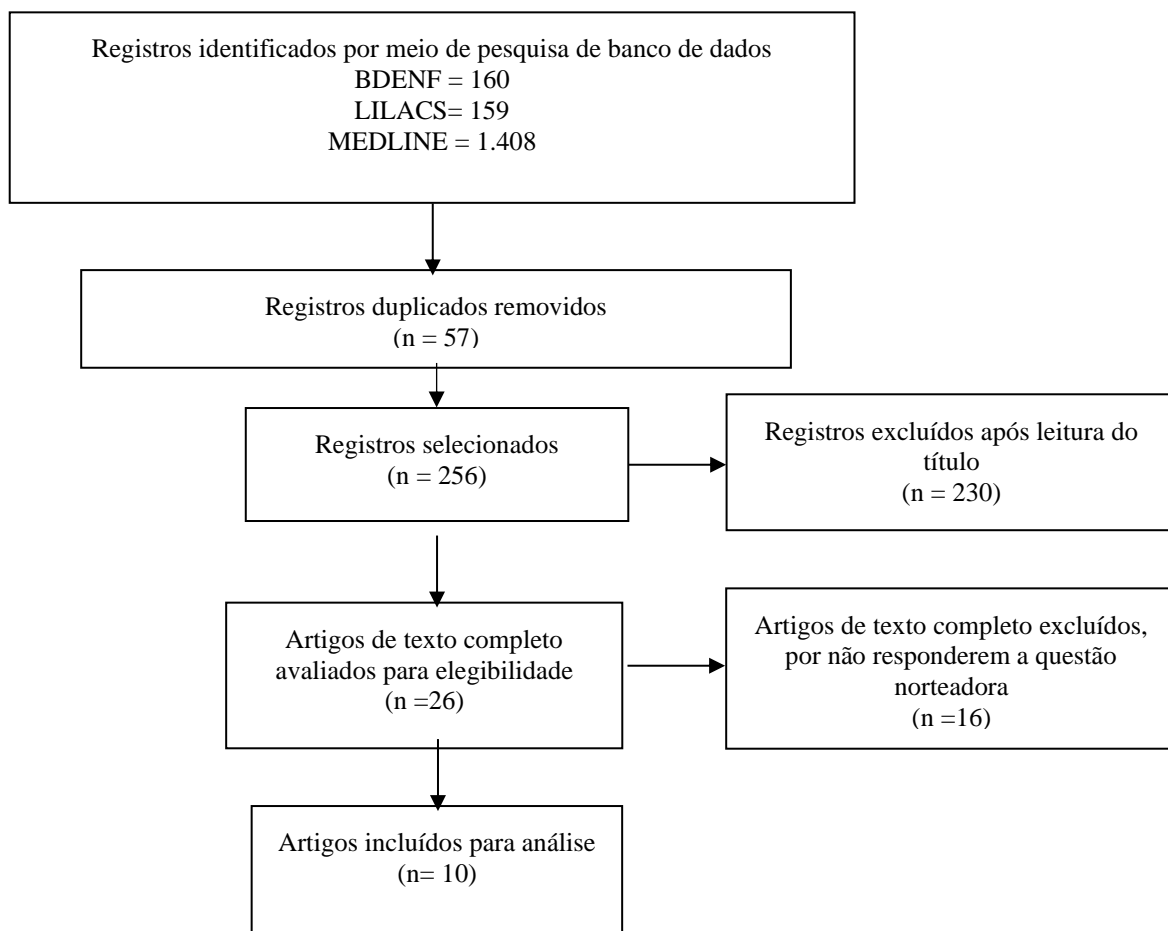 Registros identificados por meio de pesquisa de banco de dados
BDENF = 160
LILACS= 159
MEDLINE = 1.408
Registros duplicados removidos
(n = 57)
Registros selecionados
(n = 256)
Registros excluídos após leitura do
título
(n = 230)
Artigos de texto completo
avaliados para elegibilidade
(n =26)
Artigos de texto completo excluídos,
por não responderem a questão
norteadora
(n =16)
Artigos incluídos para análise
(n= 10)